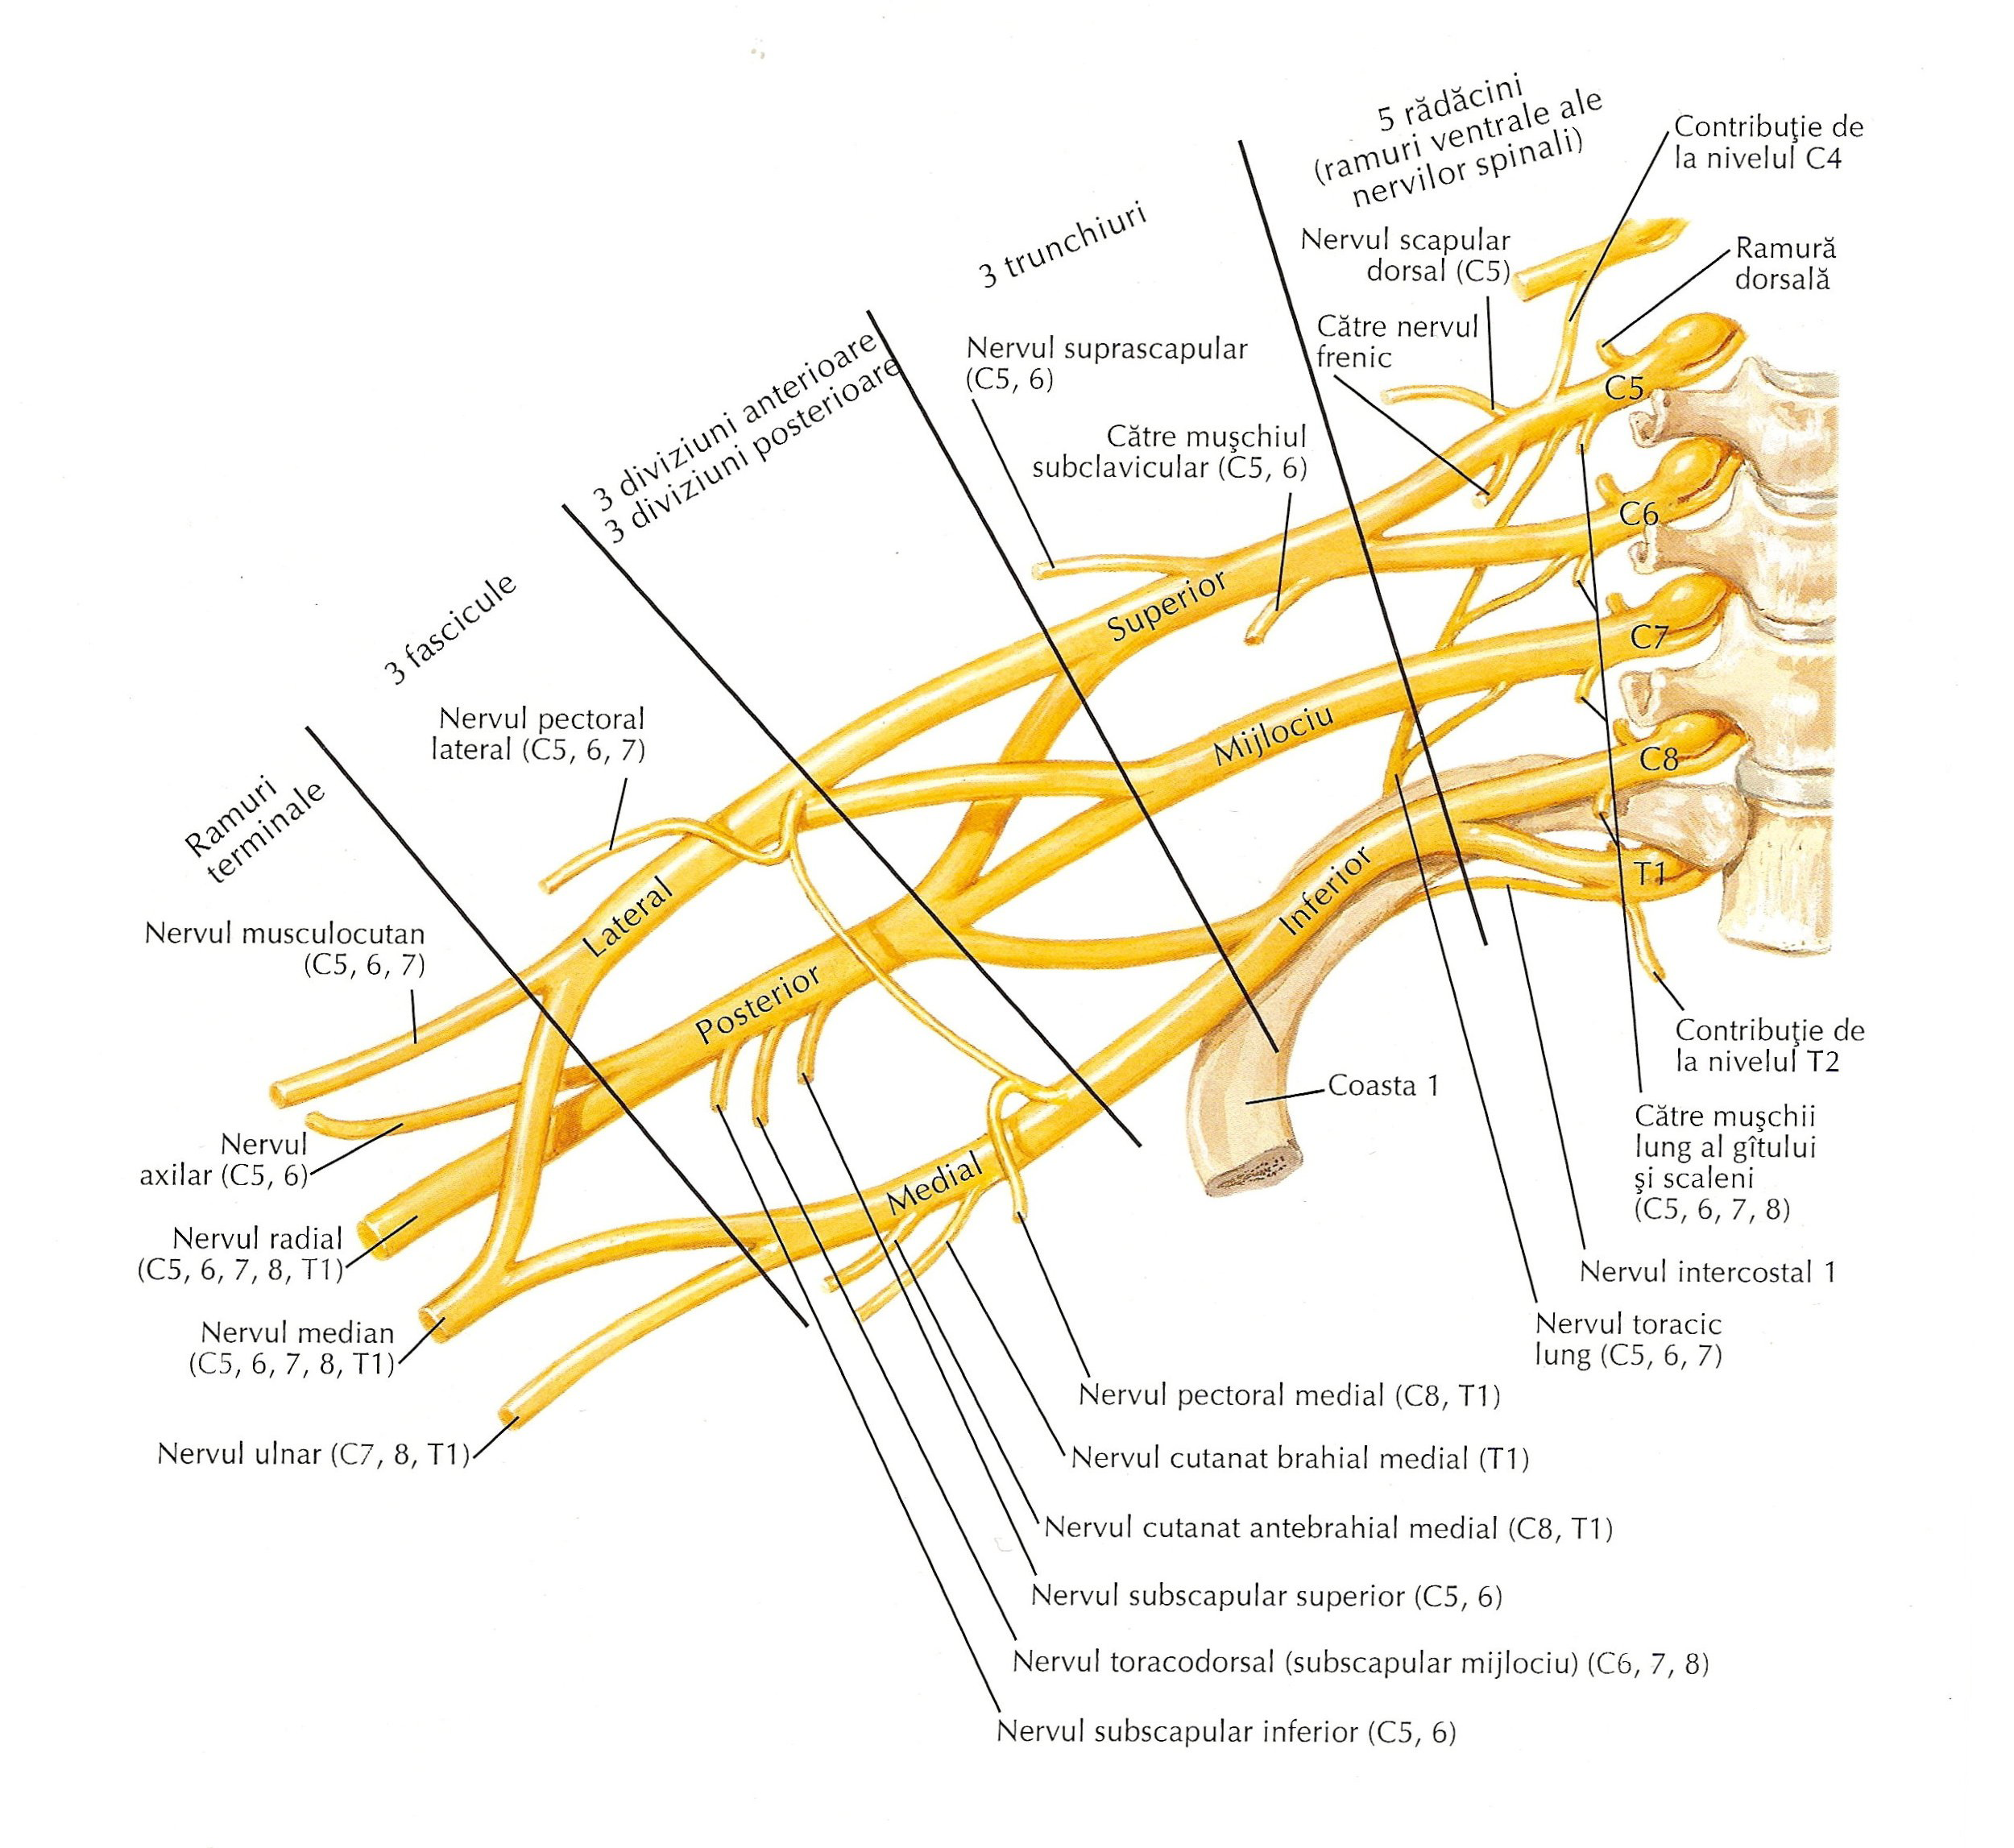 5 rădăcini
(ramuri ventrale ale
nervilor spinali)
Contribuţie de
la nivelul C4
3 trunchiuri
Nervul scapular
dorsal (C5)
Ramură
dorsală
Către nervul
frenic
3 diviziuni anterioare
3 diviziuni posterioare
Nervul suprascapular
(C5, 6)
Către muşchiul
subclavicular (C5, 6)
C5
C6
C7
C8
T1
Superior
Mijlociu
Inferior
3 fascicule
Nervul pectoral
lateral (C5, 6, 7)
Ramuri
terminale
Lateral
Posterior
Medial
Nervul musculocutan
(C5, 6, 7)
Nervul
axilar (C5, 6)
Nervul radial
(C5, 6, 7, 8, T1)
Nervul median
(C5, 6, 7, 8, T1)
Nervul ulnar (C7, 8, T1)
Coasta 1
Contribuţie de
la nivelul T2
Către muşchii
lung al gîtului
şi scaleni
(C5, 6, 7, 8)
Nervul intercostal 1
Nervul toracic
lung (C5, 6, 7)
Nervul pectoral medial (C8, T1)
Nervul cutanat brahial medial (T1)
Nervul cutanat antebrahial medial (C8, T1)
Nervul subscapular superior (C5, 6)
Nervul toracodorsal (subscapular mijlociu) (C6, 7, 8)
Nervul subscapular inferior (C5, 6)